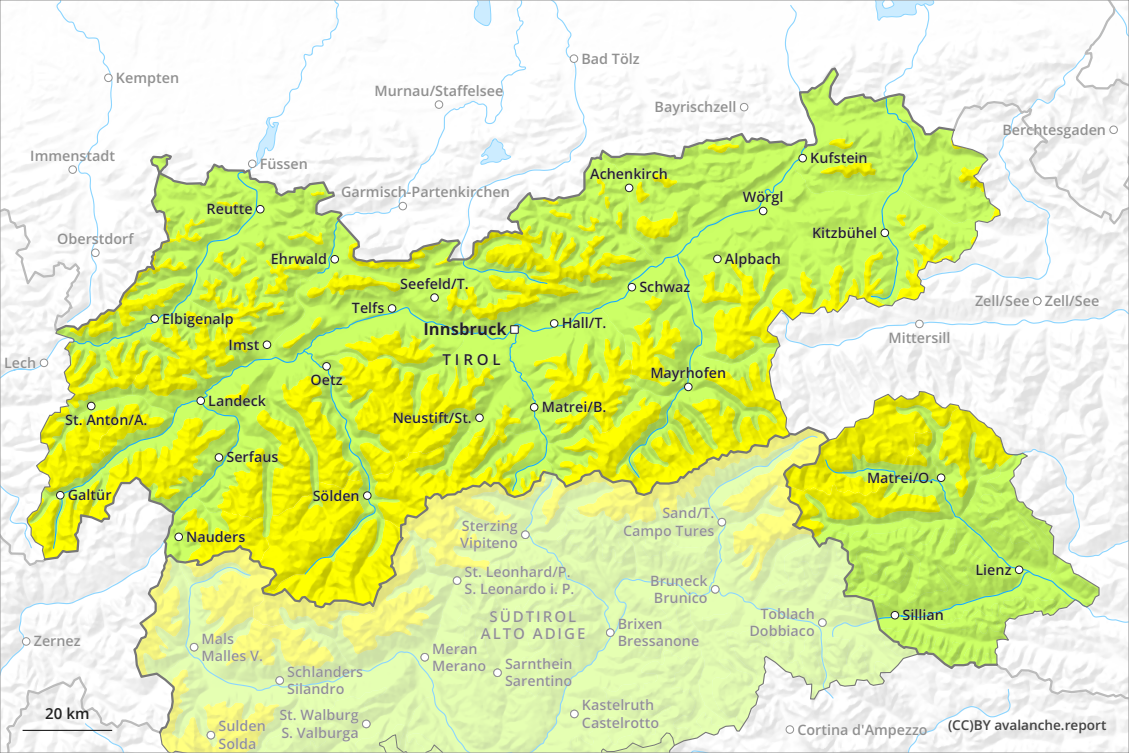 Kempten
Bad Tölz
Murnau/Staffelsee
Bayrischzell
Berchtesgaden
Immenstadt
Füssen
Kufstein
Achenkirch
Garmisch-Partenkirchen
Wörgl
Reutte
Kitzbühel
Oberstdorf
Ehrwald
Alpbach
Seefeld/T.
Schwaz
Zell/See
Zell/See
Telfs
Elbigenalp
Innsbruck
Hall/T.
Mittersill
Imst
TIROL
Lech
Oetz
Mayrhofen
Landeck
St. Anton/A.
Neustift/St.
Matrei/B.
Serfaus
Matrei/O.
Galtür
Sölden
Sand/T.
Campo Tures
Sterzing
Vipiteno
Nauders
St. Leonhard/P.
S. Leonardo i. P.
Lienz
Bruneck
Brunico
SÜDTIROL
ALTO ADIGE
Toblach
Dobbiaco
Sillian
Brixen
Bressanone
Zernez
Mals
Malles V.
Meran
Merano
Sarnthein
Sarentino
Schlanders
Silandro
20 km
St. Walburg
S. Valburga
Kastelruth
Castelrotto
Sulden
Solda
Cortina d'Ampezzo
(CC)BY avalanche.report